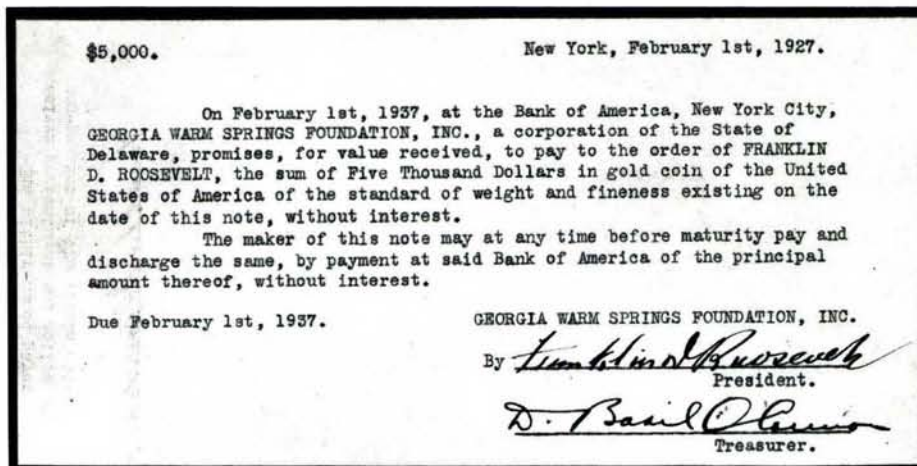 $5,000. New York, February 1st, 1927.
On February 1st, 1937, at the Bank of America, New York City,
GEORGIA WARM SPRINGS FOUNDATION, INC., a corporation of the State of
Delaware, promises, for value received, to pay to the order of FRANKLIN
D. ROOSEVELT, the sum of Five Thousand Dollars in gold coin of the United
States of America of the standard of weight and fineness existing on the
date of this note, without interest.
The maker of this note may at any time before maturity pay and
discharge the same, by payment at said Bank of America of the principal
amount thereof, without interest.
Due February 1st, 1937. GEORGIA WARM SPRINGS FOUNDATION, INC.
By Franklin D Roosevelt
President.
D. Basil O'Connor
Treasurer.